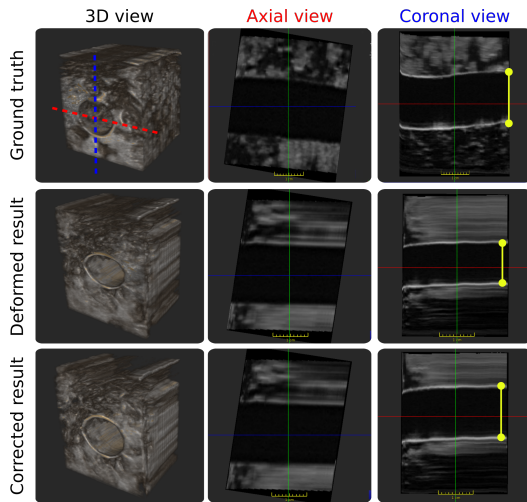 3D view
Axial view
Coronal view
Ground truth
Deformed result
Corrected result